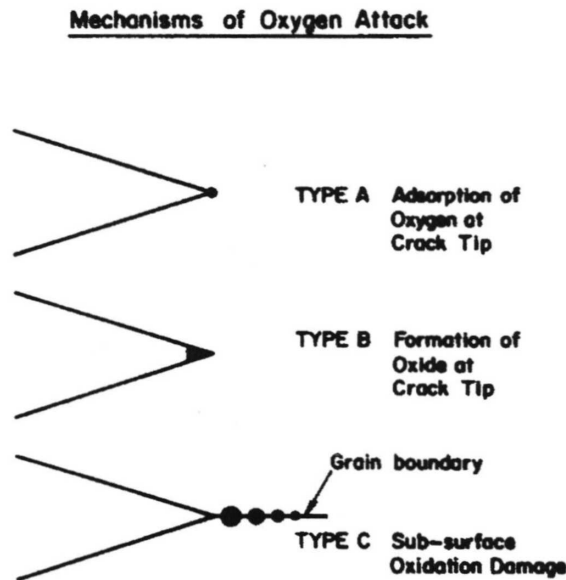 Mechanisms of Oxygen Attack
TYPE A Adsorption of
Oxygen at
Crack Tip
TYPE B Formation of
Oxide at
Crack Tip
Grain boundary
TYPE C Sub-surface
Oxidation Damage